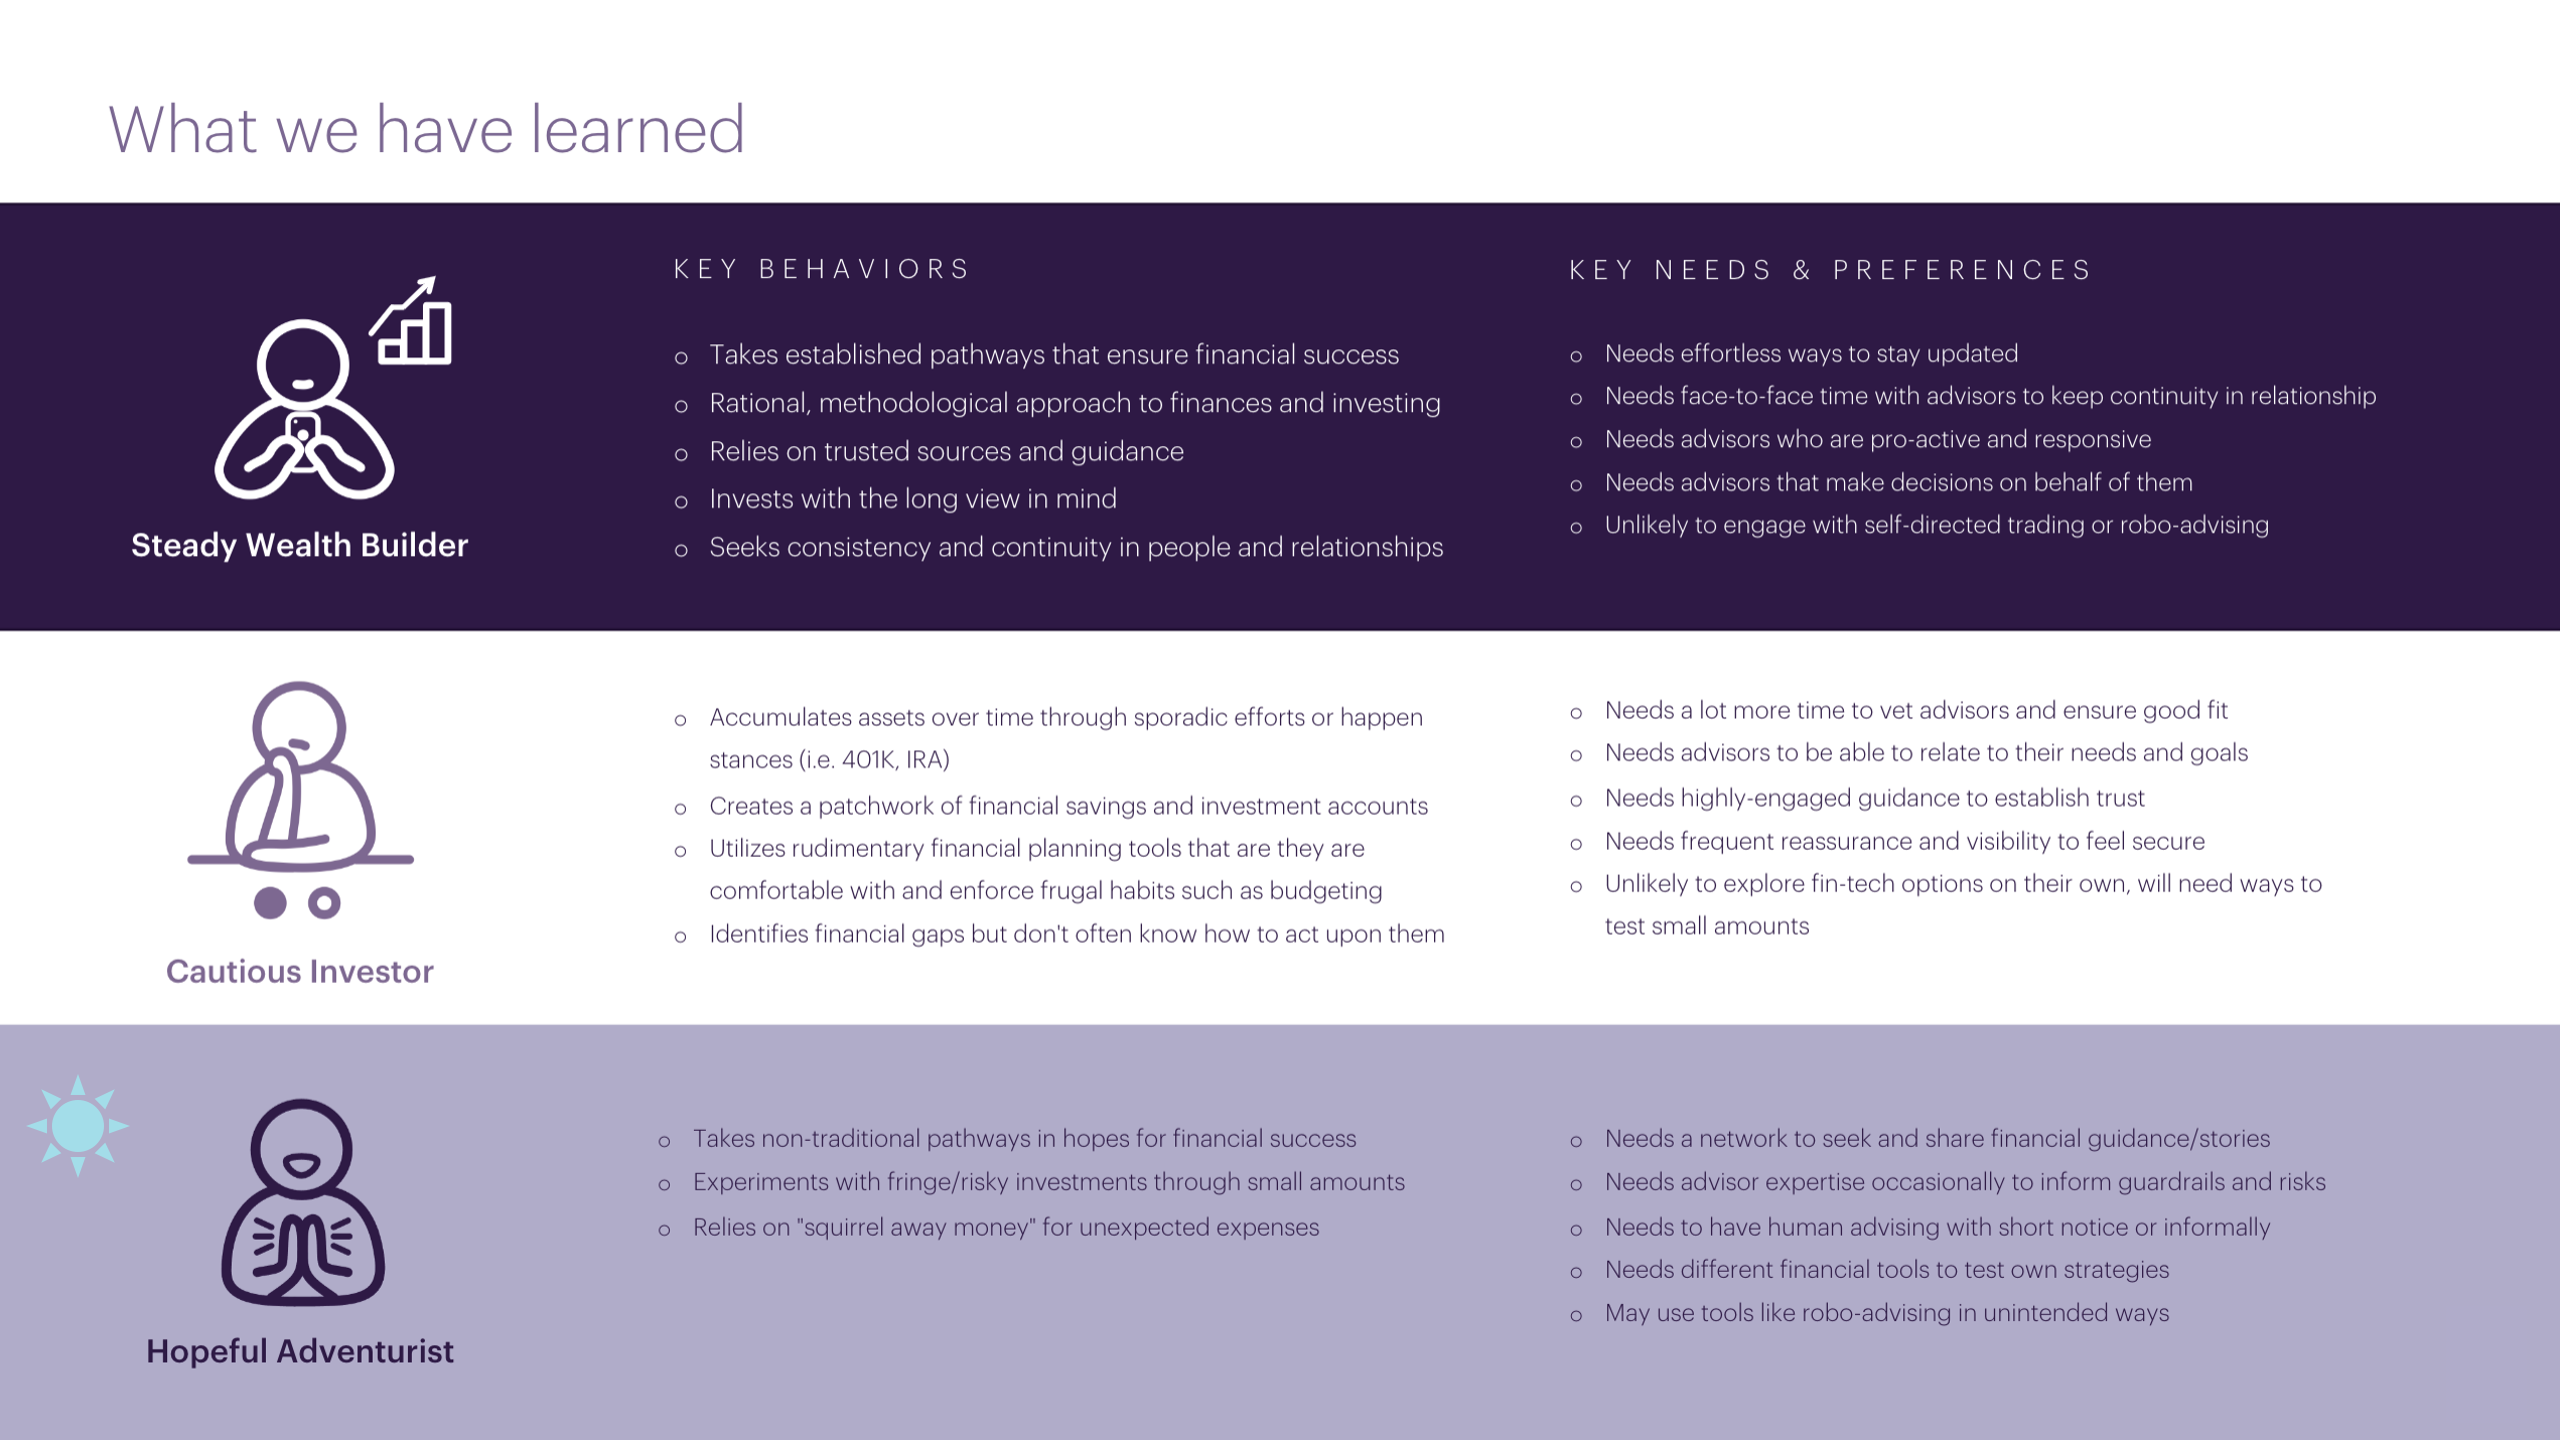 What we have learned
KEY BEHAVIORS
KEY NEEDS & PREFERENCES
Steady Wealth Builder
o Takes established pathways that ensure financial success
o Rational, methodological approach to finances and investing
o Relies on trusted sources and guidance
o Invests with the long view in mind
o Seeks consistency and continuity in people and relationships
o Needs effortless ways to stay updated
o Needs face-to-face time with advisors to keep continuity in relationship
o Needs advisors who are pro-active and responsive
o Needs advisors that make decisions on behalf of them
o Unlikely to engage with self-directed trading or robo-advising
Cautious Investor
o Accumulates assets over time through sporadic efforts or happen
stances (i.e. 401K, IRA)
o Creates a patchwork of financial savings and investment accounts
o Utilizes rudimentary financial planning tools that are they are
comfortable with and enforce frugal habits such as budgeting
o Identifies financial gaps but don't often know how to act upon them
o Needs a lot more time to vet advisors and ensure good fit
o Needs advisors to be able to relate to their needs and goals
o Needs highly-engaged guidance to establish trust
o Needs frequent reassurance and visibility to feel secure
o Unlikely to explore fin-tech options on their own, will need ways to
test small amounts
Hopeful Adventurist
o Takes non-traditional pathways in hopes for financial success
o Experiments with fringe/risky investments through small amounts
o Relies on "squirrel away money" for unexpected expenses
o Needs a network to seek and share financial guidance/stories
o Needs advisor expertise occasionally to inform guardrails and risks
o Needs to have human advising with short notice or informally
o Needs different financial tools to test own strategies
o May use tools like robo-advising in unintended ways